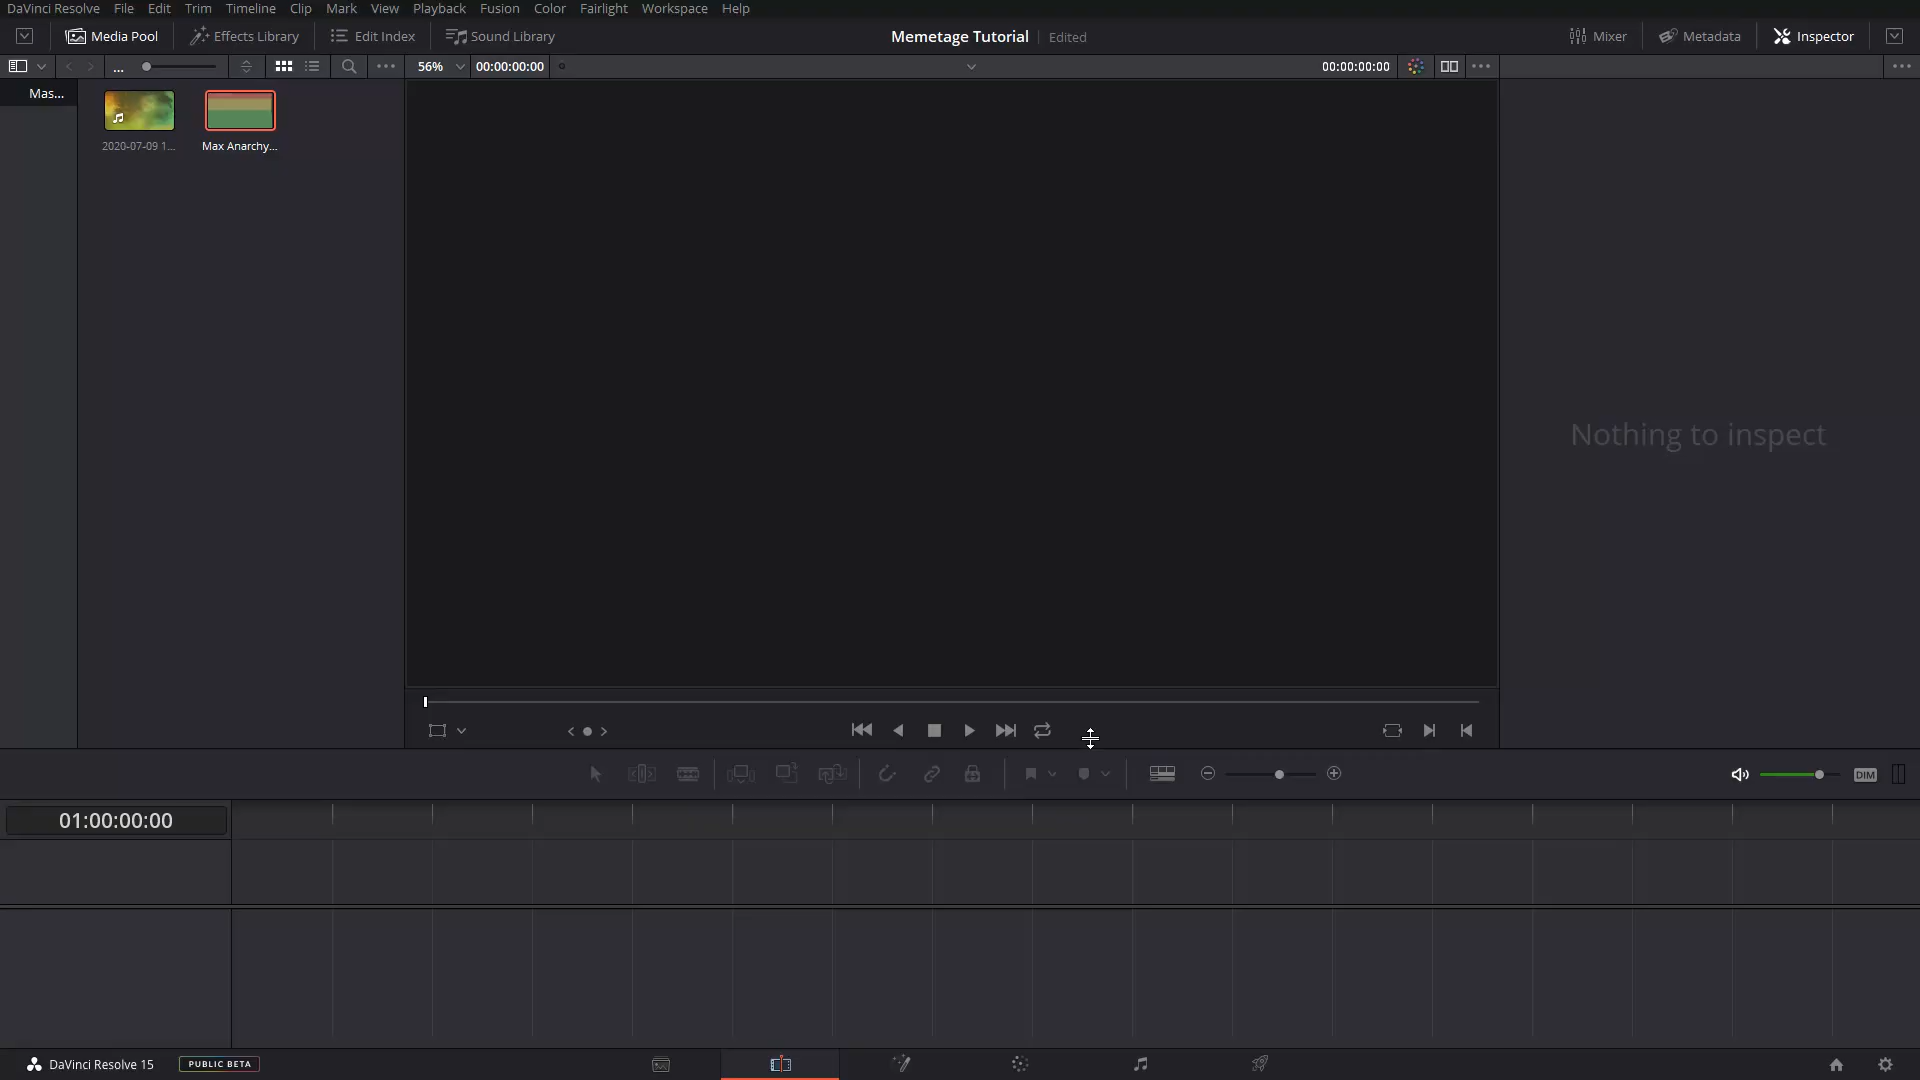 DaVinci Resolve File Edit Trim Timeline Clip Mark View Playback Fusion Color Fairlight Workspace Help
Media Pool Effects Library Edit Index Sound Library Memetage Tutorial Edited Mixer Metadata Inspector
... 56% 00:00:00:00 00:00:00:00
Mas...
2020-07-09 1... Max Anarchy...
Nothing to inspect
DIM
01:00:00:00
DaVinci Resolve 15 PUBLIC BETA